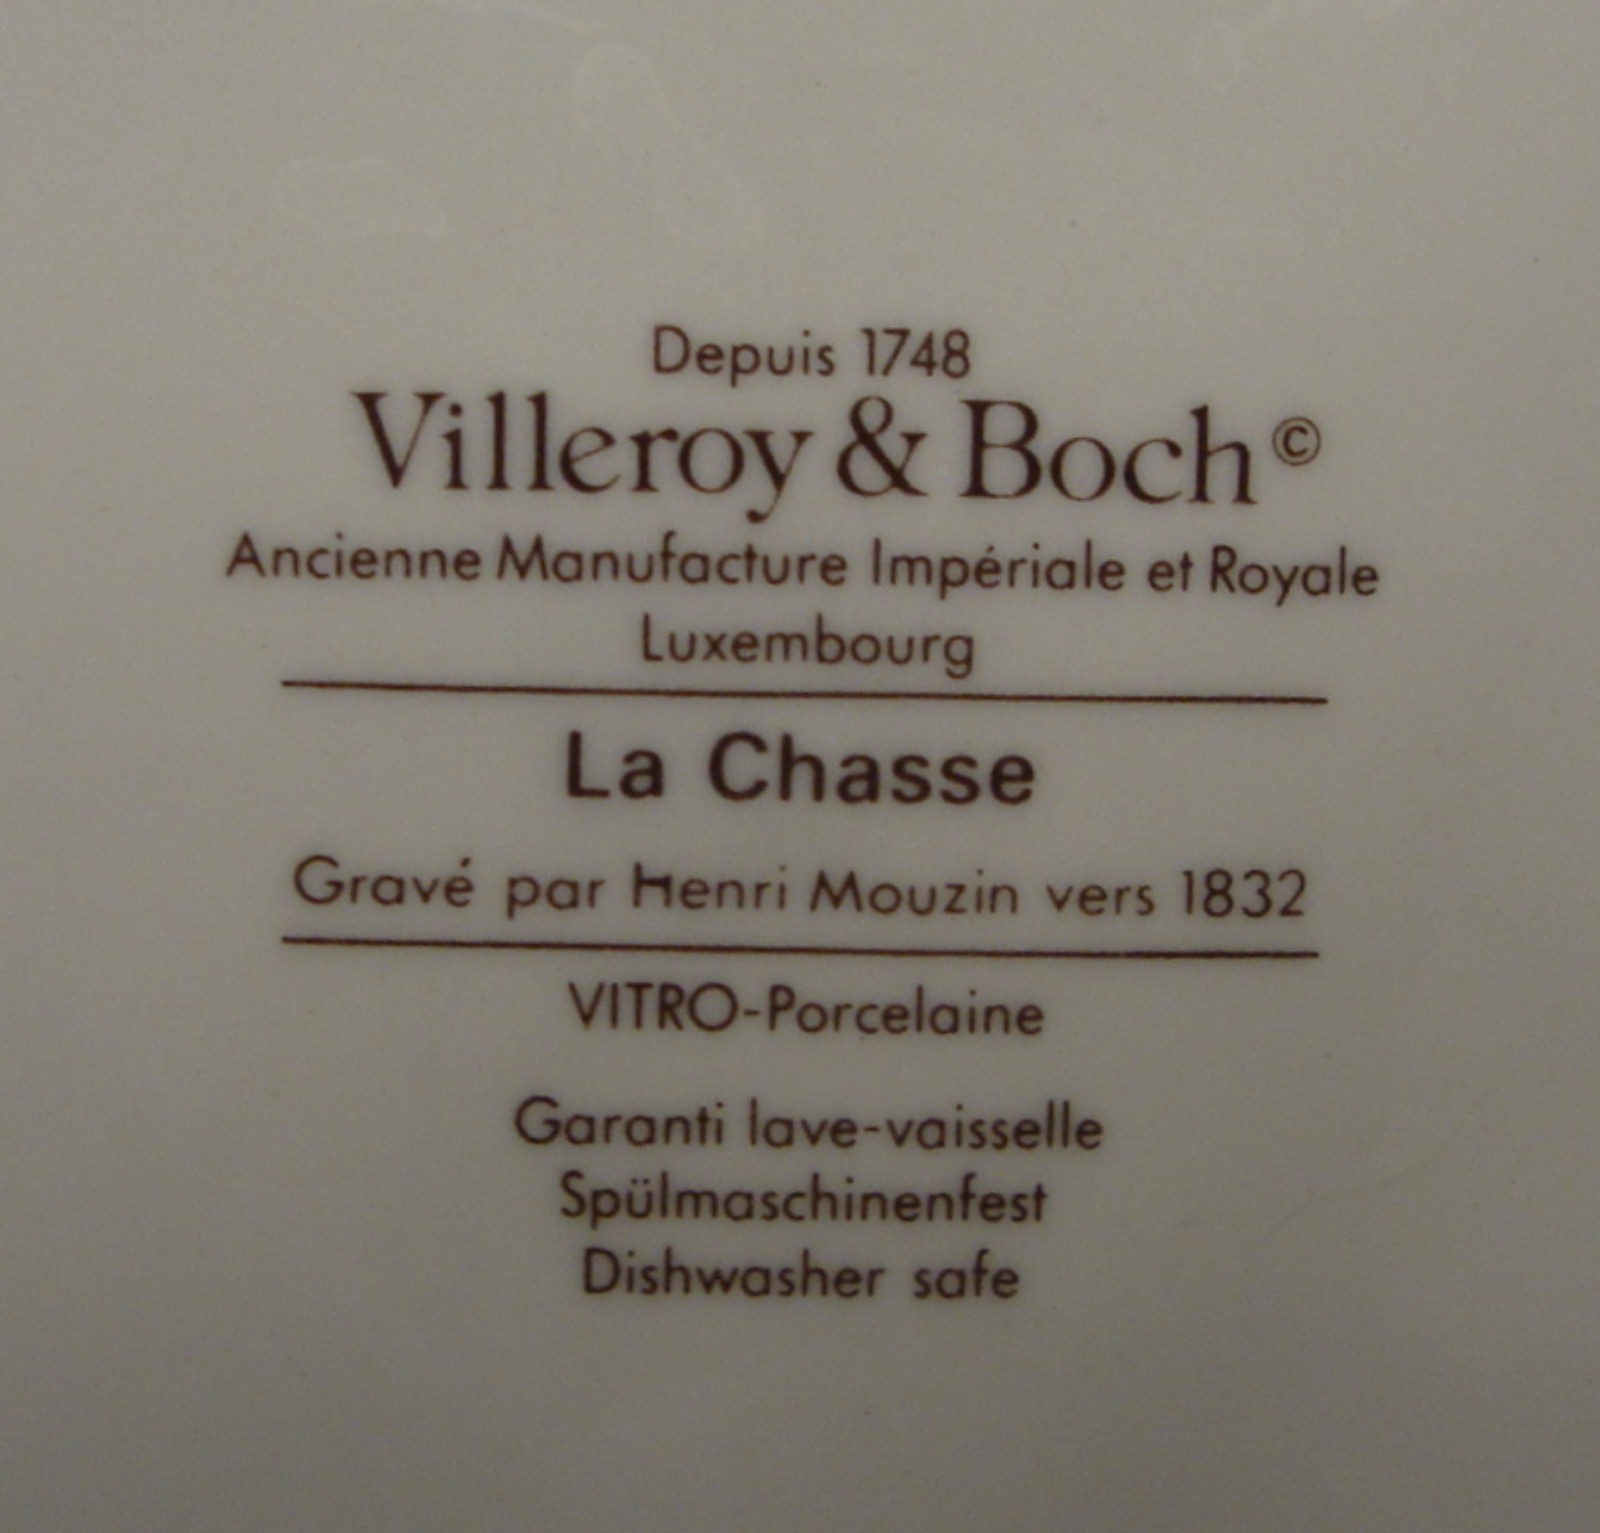 Depuis 1748
Villeroy & Boch©
Ancienne Manufacture Impériale et Royale
Luxembourg
La Chasse
Gravé par Henri Mouzin vers 1832
VITRO-Porcelaine
Garanti lave-vaisselle
Spülmaschinenfest
Dishwasher safe